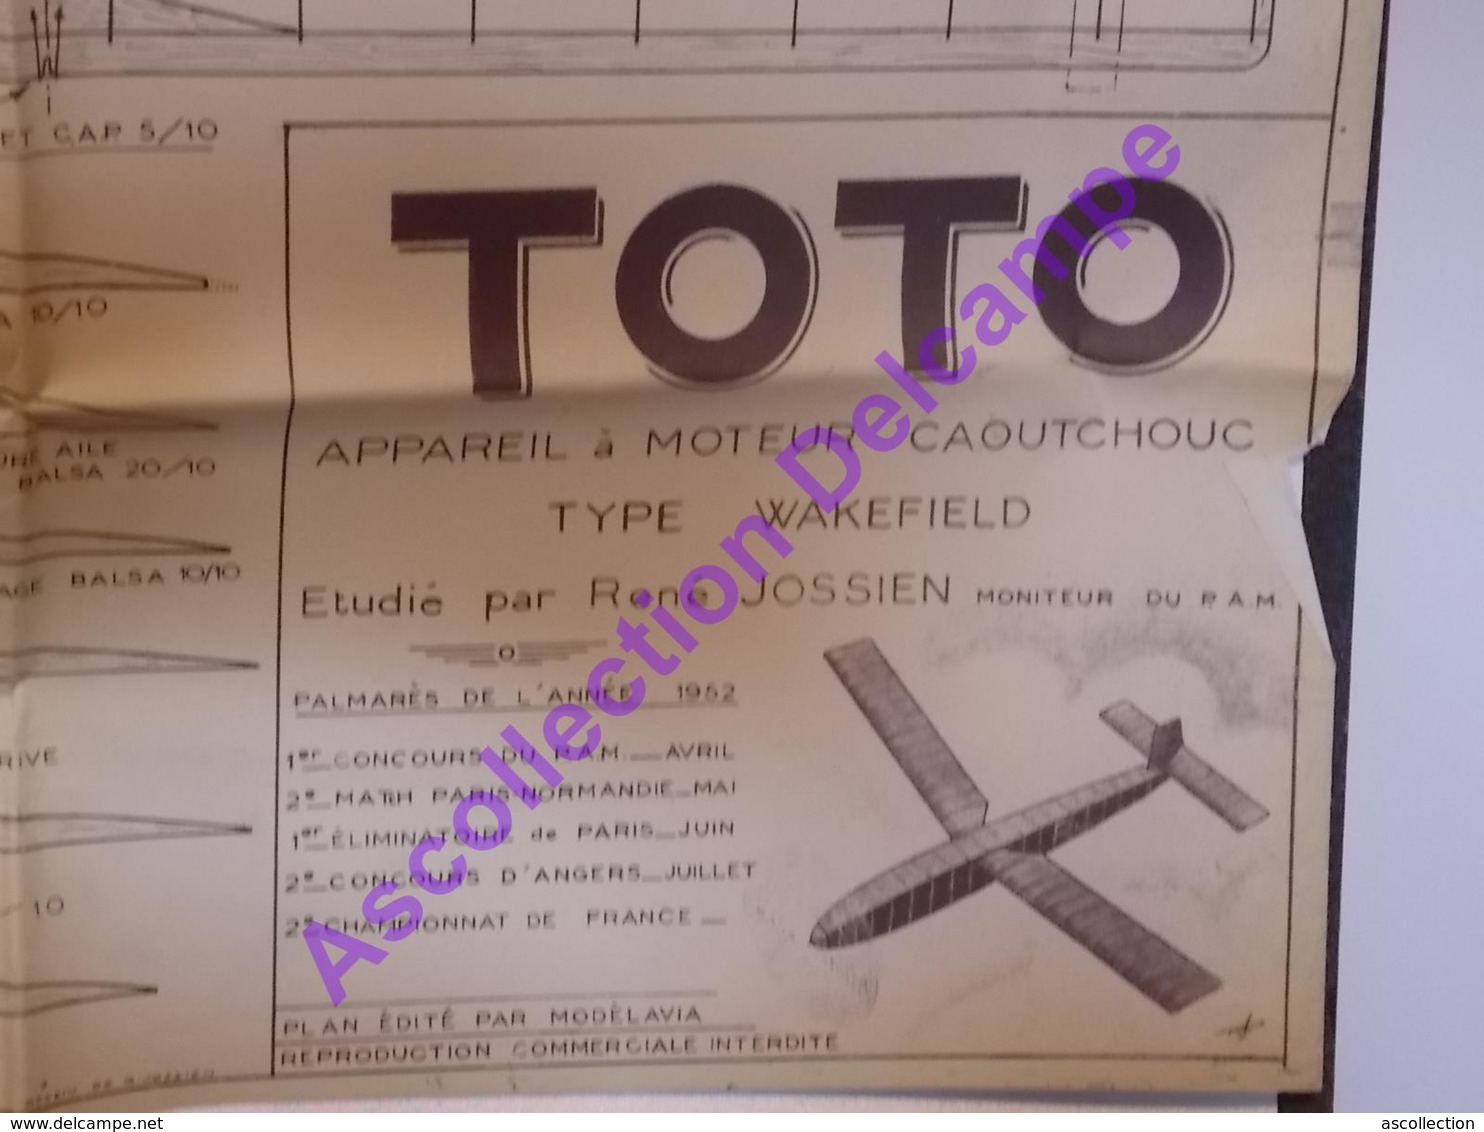 C.A.P. 5/10
10/10
AILE
BALSA 20/10
BALSA 10/10
10
TOTO
APPAREIL à MOTEUR CAOUTCHOUC
TYPE WAKEFIELD
Etudié par René JOSSIEN MONITEUR DU P.A.M.
PALMARÈS DE L'ANNÉE 1952
1er CONCOURS DU P.A.M. _ AVRIL
2e MATCH PARIS-NORMANDIE _ MAI
1er ÉLIMINATOIRE de PARIS _ JUIN
2e CONCOURS D'ANGERS _ JUILLET
2e CHAMPIONNAT DE FRANCE _
PLAN ÉDITÉ PAR MODÈLAVIA
REPRODUCTION COMMERCIALE INTERDITE
Ascollection Delcampe
www.delcampe.net
ascollection